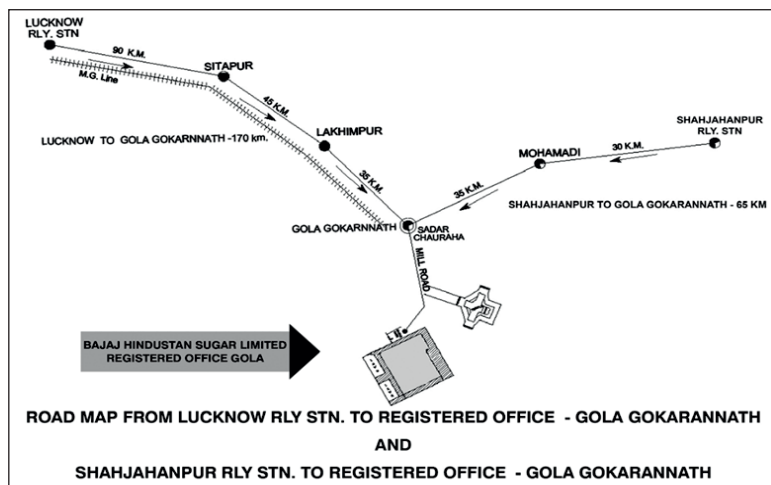 LUCKNOW
RLY. STN
90 K.M.
M.G. Line
SITAPUR
45 K.M.
LUCKNOW TO GOLA GOKARNNATH -170 km.
LAKHIMPUR
35 K.M.
SHAHJAHANPUR
RLY. STN
30 K.M.
MOHAMADI
35 K.M.
SHAHJAHANPUR TO GOLA GOKARANNATH - 65 KM
GOLA GOKARNNATH
SADAR
CHAURAHA
MILL ROAD
BAJAJ HINDUSTAN SUGAR LIMITED
REGISTERED OFFICE GOLA
ROAD MAP FROM LUCKNOW RLY STN. TO REGISTERED OFFICE - GOLA GOKARANNATH
AND
SHAHJAHANPUR RLY STN. TO REGISTERED OFFICE - GOLA GOKARANNATH